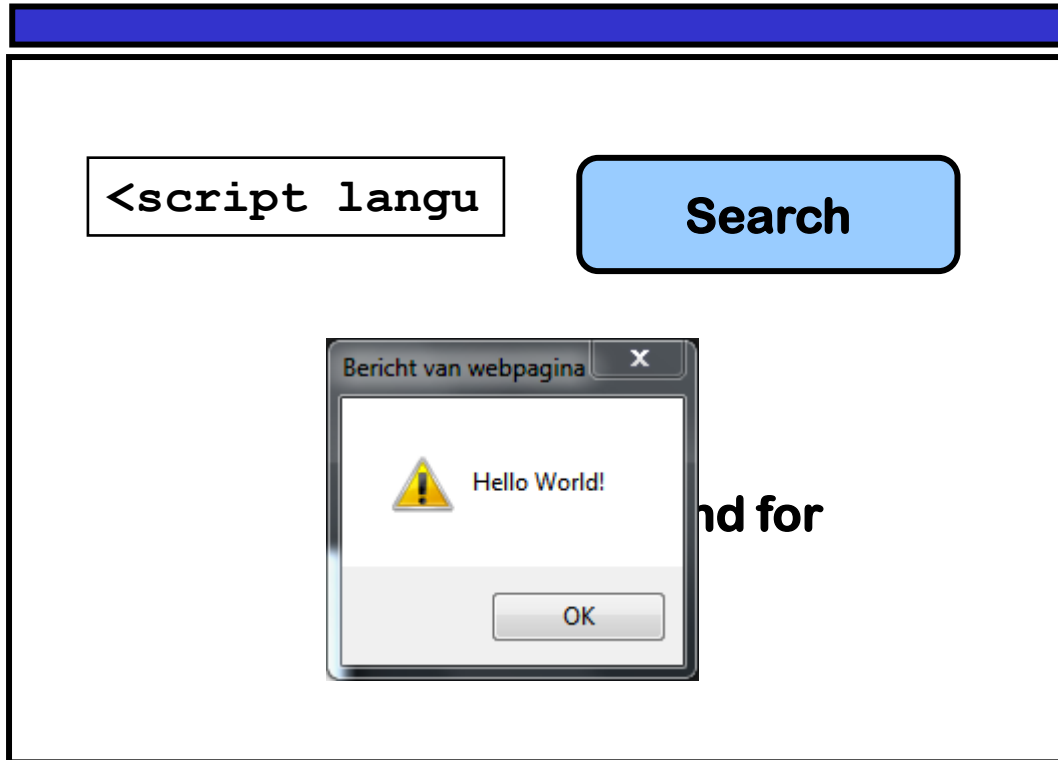 <script langu
Search
Bericht van webpagina
X
Hello World!
nd for
OK